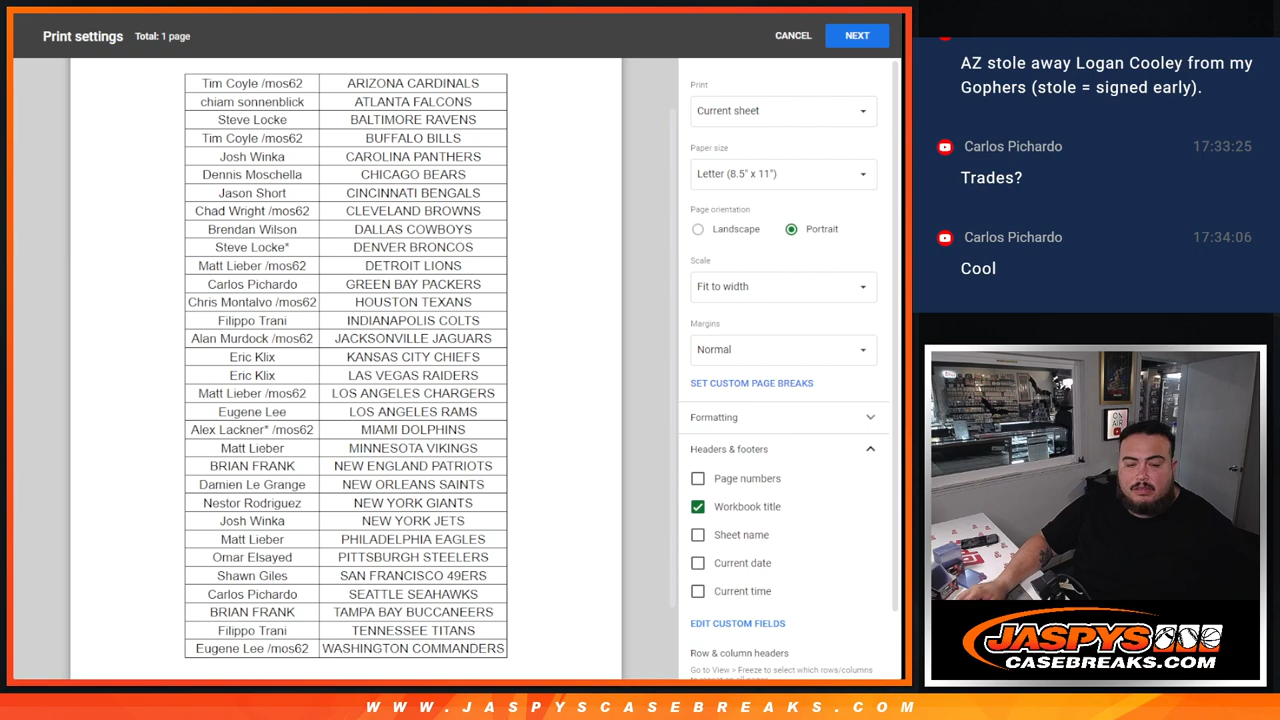 Print settings Total: 1 page CANCEL NEXT
Tim Coyle /mos62 ARIZONA CARDINALS
chiam sonnenblick ATLANTA FALCONS
Steve Locke BALTIMORE RAVENS
Tim Coyle /mos62 BUFFALO BILLS
Josh Winka CAROLINA PANTHERS
Dennis Moschella CHICAGO BEARS
Jason Short CINCINNATI BENGALS
Chad Wright /mos62 CLEVELAND BROWNS
Brendan Wilson DALLAS COWBOYS
Steve Locke* DENVER BRONCOS
Matt Lieber /mos62 DETROIT LIONS
Carlos Pichardo GREEN BAY PACKERS
Chris Montalvo /mos62 HOUSTON TEXANS
Filippo Trani INDIANAPOLIS COLTS
Alan Murdock /mos62 JACKSONVILLE JAGUARS
Eric Klix KANSAS CITY CHIEFS
Eric Klix LAS VEGAS RAIDERS
Matt Lieber /mos62 LOS ANGELES CHARGERS
Eugene Lee LOS ANGELES RAMS
Alex Lackner* /mos62 MIAMI DOLPHINS
Matt Lieber MINNESOTA VIKINGS
BRIAN FRANK NEW ENGLAND PATRIOTS
Damien Le Grange NEW ORLEANS SAINTS
Nestor Rodriguez NEW YORK GIANTS
Josh Winka NEW YORK JETS
Matt Lieber PHILADELPHIA EAGLES
Omar Elsayed PITTSBURGH STEELERS
Shawn Giles SAN FRANCISCO 49ERS
Carlos Pichardo SEATTLE SEAHAWKS
BRIAN FRANK TAMPA BAY BUCCANEERS
Filippo Trani TENNESSEE TITANS
Eugene Lee /mos62 WASHINGTON COMMANDERS
Print
Current sheet
Paper size
Letter (8.5" x 11")
Page orientation
Landscape Portrait
Scale
Fit to width
Margins
Normal
SET CUSTOM PAGE BREAKS
Formatting
Headers & footers
Page numbers
Workbook title
Sheet name
Current date
Current time
EDIT CUSTOM FIELDS
Row & column headers
Go to View > Freeze to select which rows/columns
AZ stole away Logan Cooley from my
Gophers (stole = signed early).
Carlos Pichardo 17:33:25
Trades?
Carlos Pichardo 17:34:06
Cool
ON
AIR
JASPYS
CASEBREAKS.COM
WWW.JASPYSCASEBREAKS.COM